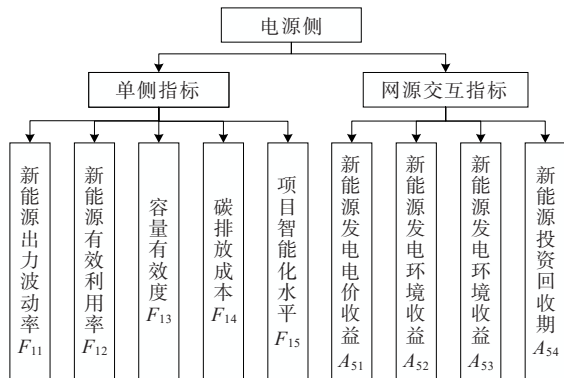 电源侧
单侧指标
网源交互指标
新能源出力波动率F11
新能源有效利用率F12
容量有效度F13
碳排放成本F14
项目智能化水平F15
新能源发电电价收益A51
新能源发电环境收益A52
新能源发电环境收益A53
新能源投资回收期A54